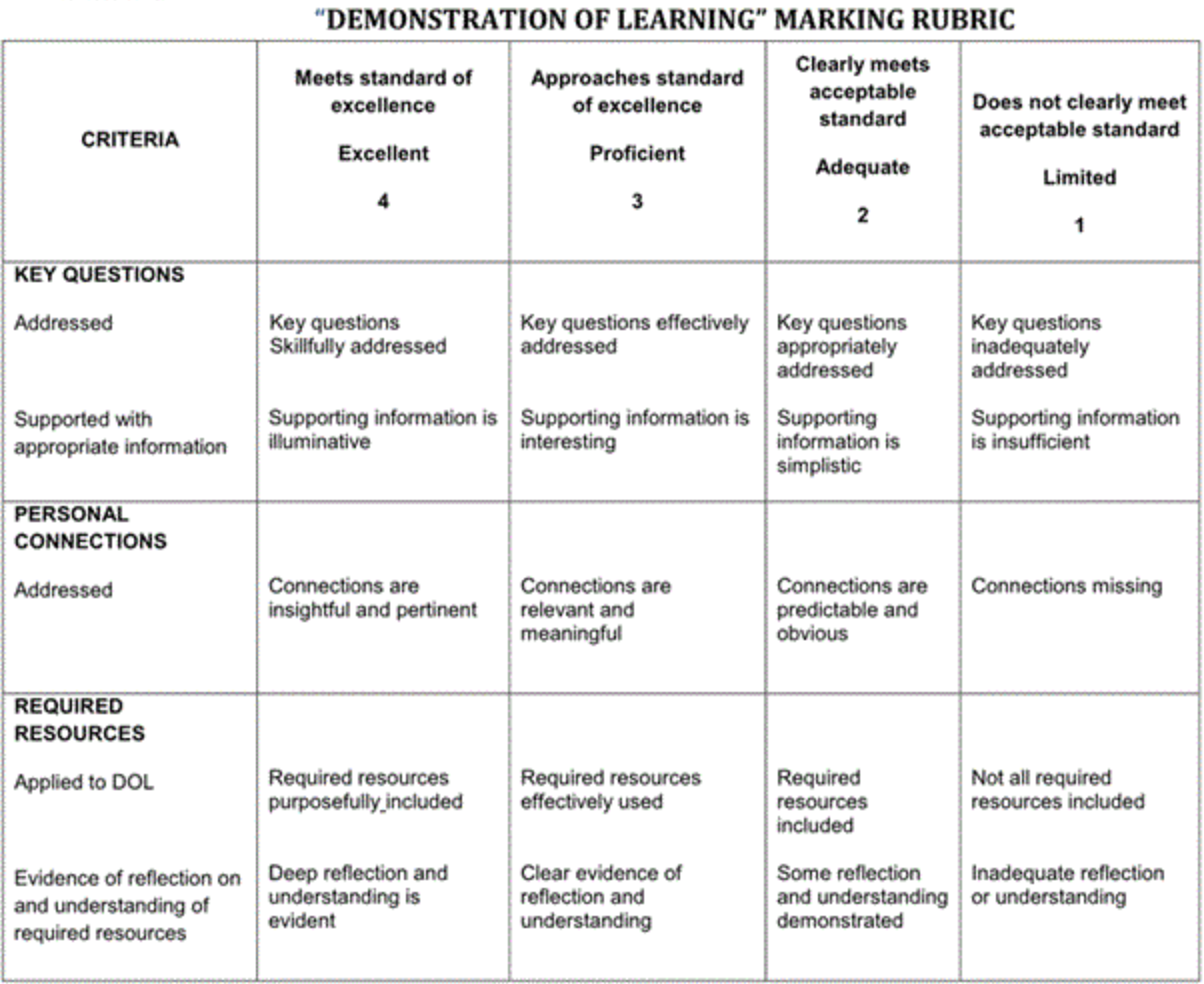 "DEMONSTRATION OF LEARNING" MARKING RUBRIC
CRITERIA
Meets standard of
excellence
Excellent
4
Approaches standard
of excellence
Proficient
3
Clearly meets
acceptable
standard
Adequate
2
Does not clearly meet
acceptable standard
Limited
1
KEY QUESTIONS
Addressed
Key questions
Skillfully addressed
Key questions effectively
addressed
Key questions
appropriately
addressed
Key questions
inadequately
addressed
Supported with
appropriate information
Supporting information is
illuminative
Supporting information is
interesting
Supporting
information is
simplistic
Supporting information
is insufficient
PERSONAL
CONNECTIONS
Addressed
Connections are
insightful and pertinent
Connections are
relevant and
meaningful
Connections are
predictable and
obvious
Connections missing
REQUIRED
RESOURCES
Applied to DOL
Required resources
purposefully included
Required resources
effectively used
Required
resources
included
Not all required
resources included
Evidence of reflection on
and understanding of
required resources
Deep reflection and
understanding is
evident
Clear evidence of
reflection and
understanding
Some reflection
and understanding
demonstrated
Inadequate reflection
or understanding